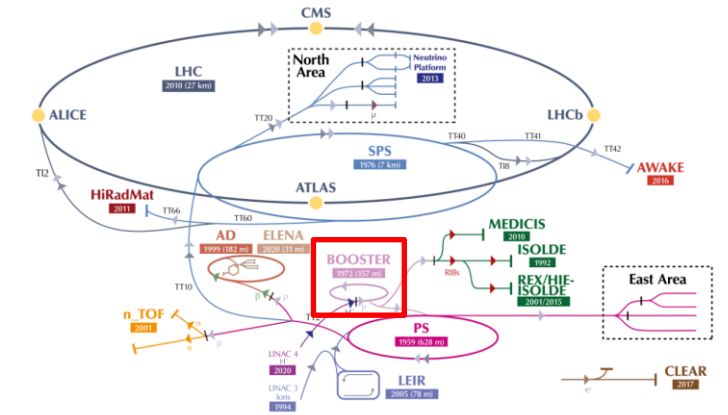 CMS
North
Area
Neutrino
Platform
2013
LHC
2010 (27 km)
μ
ALICE
LHCb
TT20
TT40
TT41
TT42
TI8
TI2
SPS
1976 (7 km)
AWAKE
2016
HiRadMat
2011
ATLAS
TT66
TT60
AD
1999 (182 m)
ELENA
2020 (31 m)
BOOSTER
1972 (157 m)
MEDICIS
2010
ISOLDE
1992
RIBs
REX/HIE-
ISOLDE
2001/2015
East Area
TT10
p
p
n_TOF
2001
n
n
p
PS
1959 (628 m)
LINAC 4
H-
2020
LINAC 3
Ions
1994
LEIR
2005 (78 m)
CLEAR
2017
e-